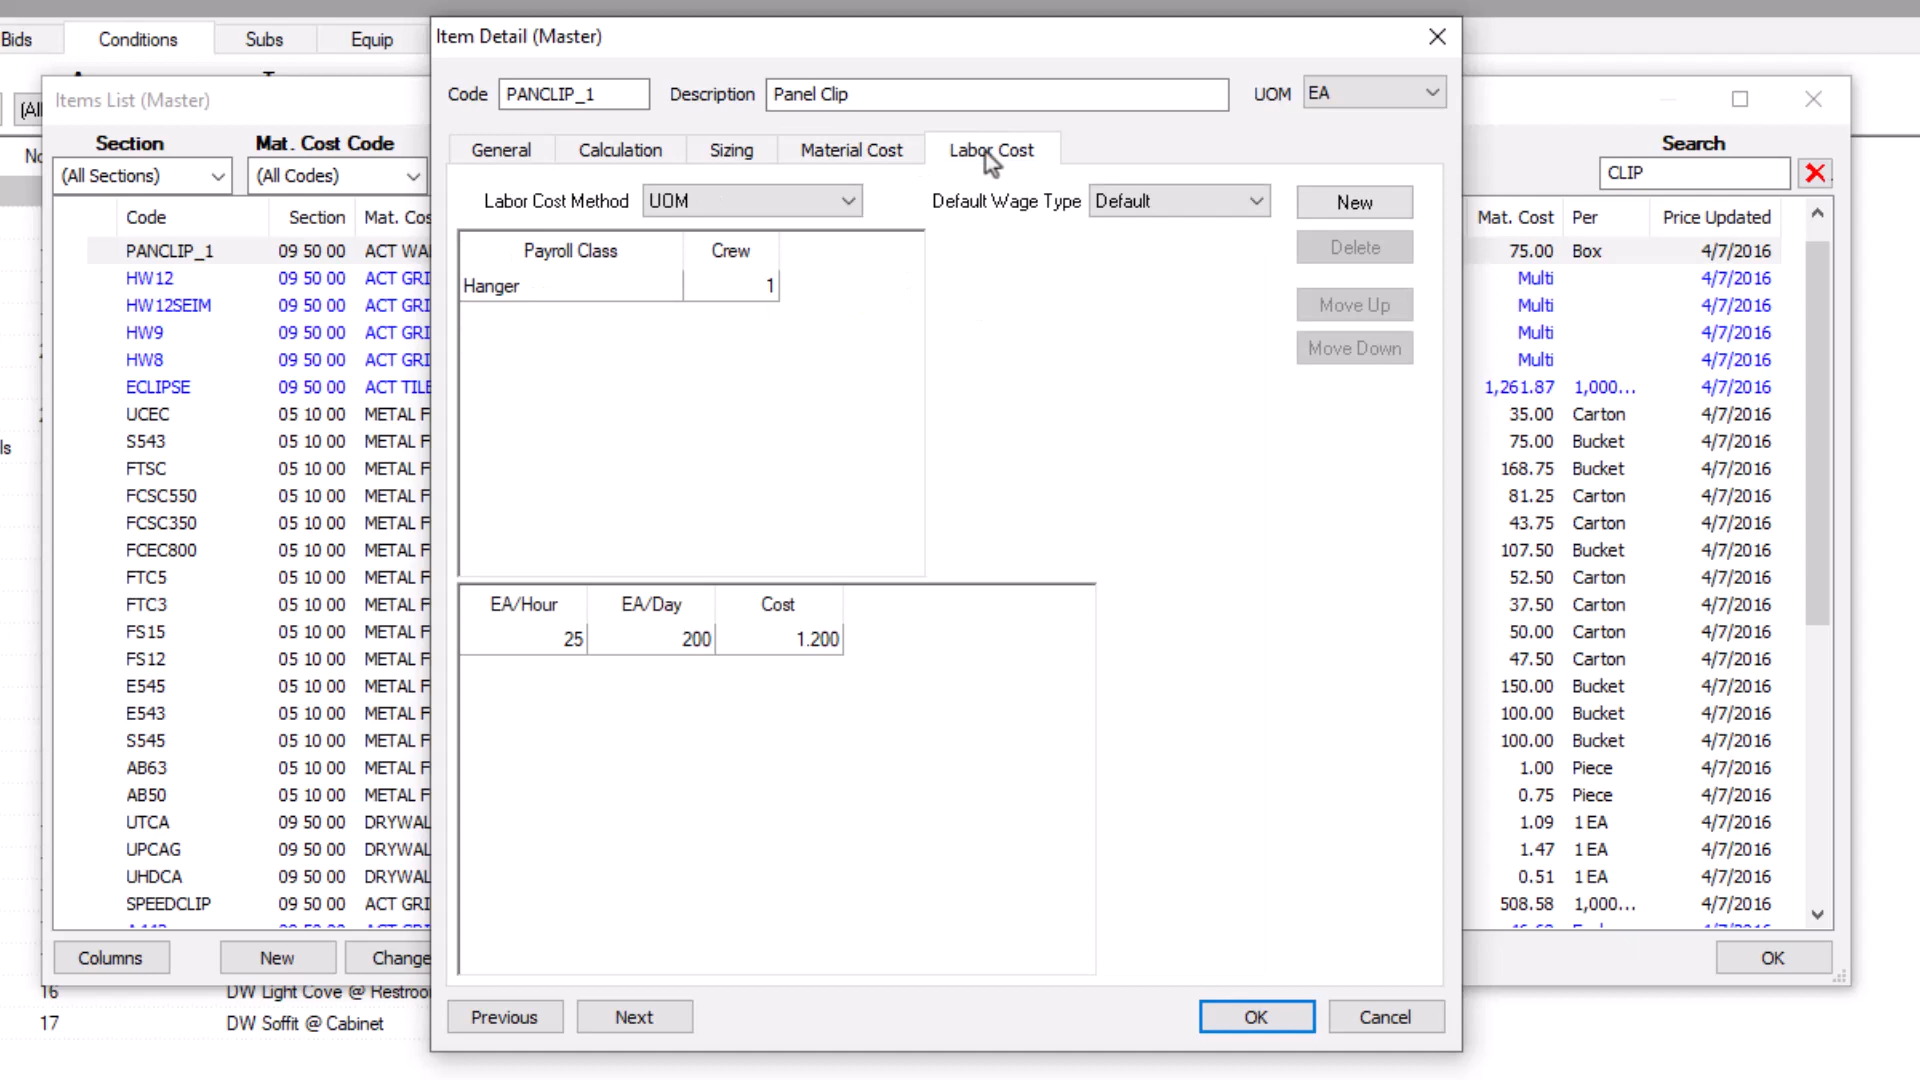 Bids Conditions Subs Equip
Items List (Master)
(All
Section Mat. Cost Code
(All Sections) (All Codes)
Code Section Mat. Cos
PANCLIP_1 09 50 00 ACT WA
HW12 09 50 00 ACT GRI
HW12SEIM 09 50 00 ACT GRI
HW9 09 50 00 ACT GRI
HW8 09 50 00 ACT GRI
ECLIPSE 09 50 00 ACT TILE
UCEC 05 10 00 METAL F
S543 05 10 00 METAL F
FTSC 05 10 00 METAL F
FCSC550 05 10 00 METAL F
FCSC350 05 10 00 METAL F
FCEC800 05 10 00 METAL F
FTC5 05 10 00 METAL F
FTC3 05 10 00 METAL F
FS15 05 10 00 METAL F
FS12 05 10 00 METAL F
E545 05 10 00 METAL F
E543 05 10 00 METAL F
S545 05 10 00 METAL F
AB63 05 10 00 METAL F
AB50 05 10 00 METAL F
UTCA 09 50 00 DRYWAL
UPCAG 09 50 00 DRYWAL
UHDCA 09 50 00 DRYWAL
SPEEDCLIP 09 50 00 ACT GRI
Columns New Change
16 DW Light Cove @ Restroo
17 DW Soffit @ Cabinet
Item Detail (Master)
Code PANCLIP_1 Description Panel Clip UOM EA
General Calculation Sizing Material Cost Labor Cost
Labor Cost Method UOM Default Wage Type Default
New
Delete
Move Up
Move Down
Payroll Class Crew
Hanger 1
EA/Hour EA/Day Cost
25 200 1.200
Previous Next OK Cancel
Search
CLIP
Mat. Cost Per Price Updated
75.00 Box 4/7/2016
Multi 4/7/2016
Multi 4/7/2016
Multi 4/7/2016
Multi 4/7/2016
1,261.87 1,000... 4/7/2016
35.00 Carton 4/7/2016
75.00 Bucket 4/7/2016
168.75 Bucket 4/7/2016
81.25 Carton 4/7/2016
43.75 Carton 4/7/2016
107.50 Bucket 4/7/2016
52.50 Carton 4/7/2016
37.50 Carton 4/7/2016
50.00 Carton 4/7/2016
47.50 Carton 4/7/2016
150.00 Bucket 4/7/2016
100.00 Bucket 4/7/2016
100.00 Bucket 4/7/2016
1.00 Piece 4/7/2016
0.75 Piece 4/7/2016
1.09 1 EA 4/7/2016
1.47 1 EA 4/7/2016
0.51 1 EA 4/7/2016
508.58 1,000... 4/7/2016
OK